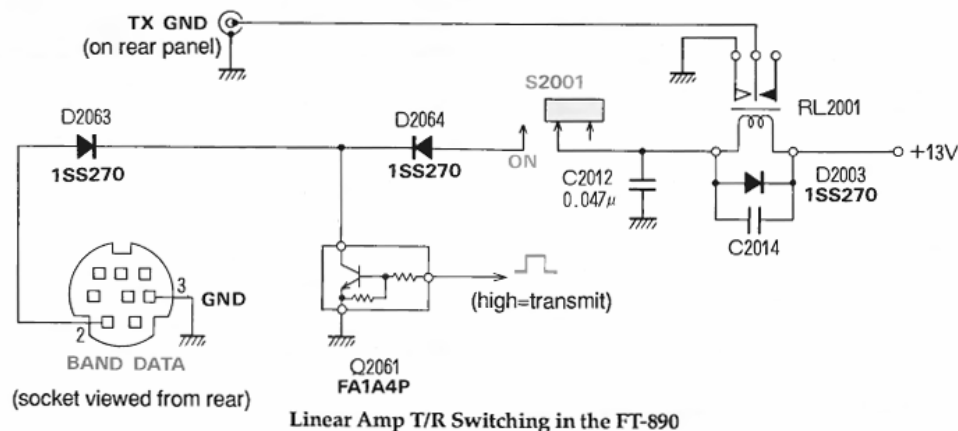 TX GND
(on rear panel)
S2001
RL2001
D2063
1SS270
D2064
1SS270
ON
+13V
C2012
0.047μ
D2003
1SS270
C2014
3
GND
2
BAND DATA
(socket viewed from rear)
(high=transmit)
Q2061
FA1A4P
Linear Amp T/R Switching in the FT-890